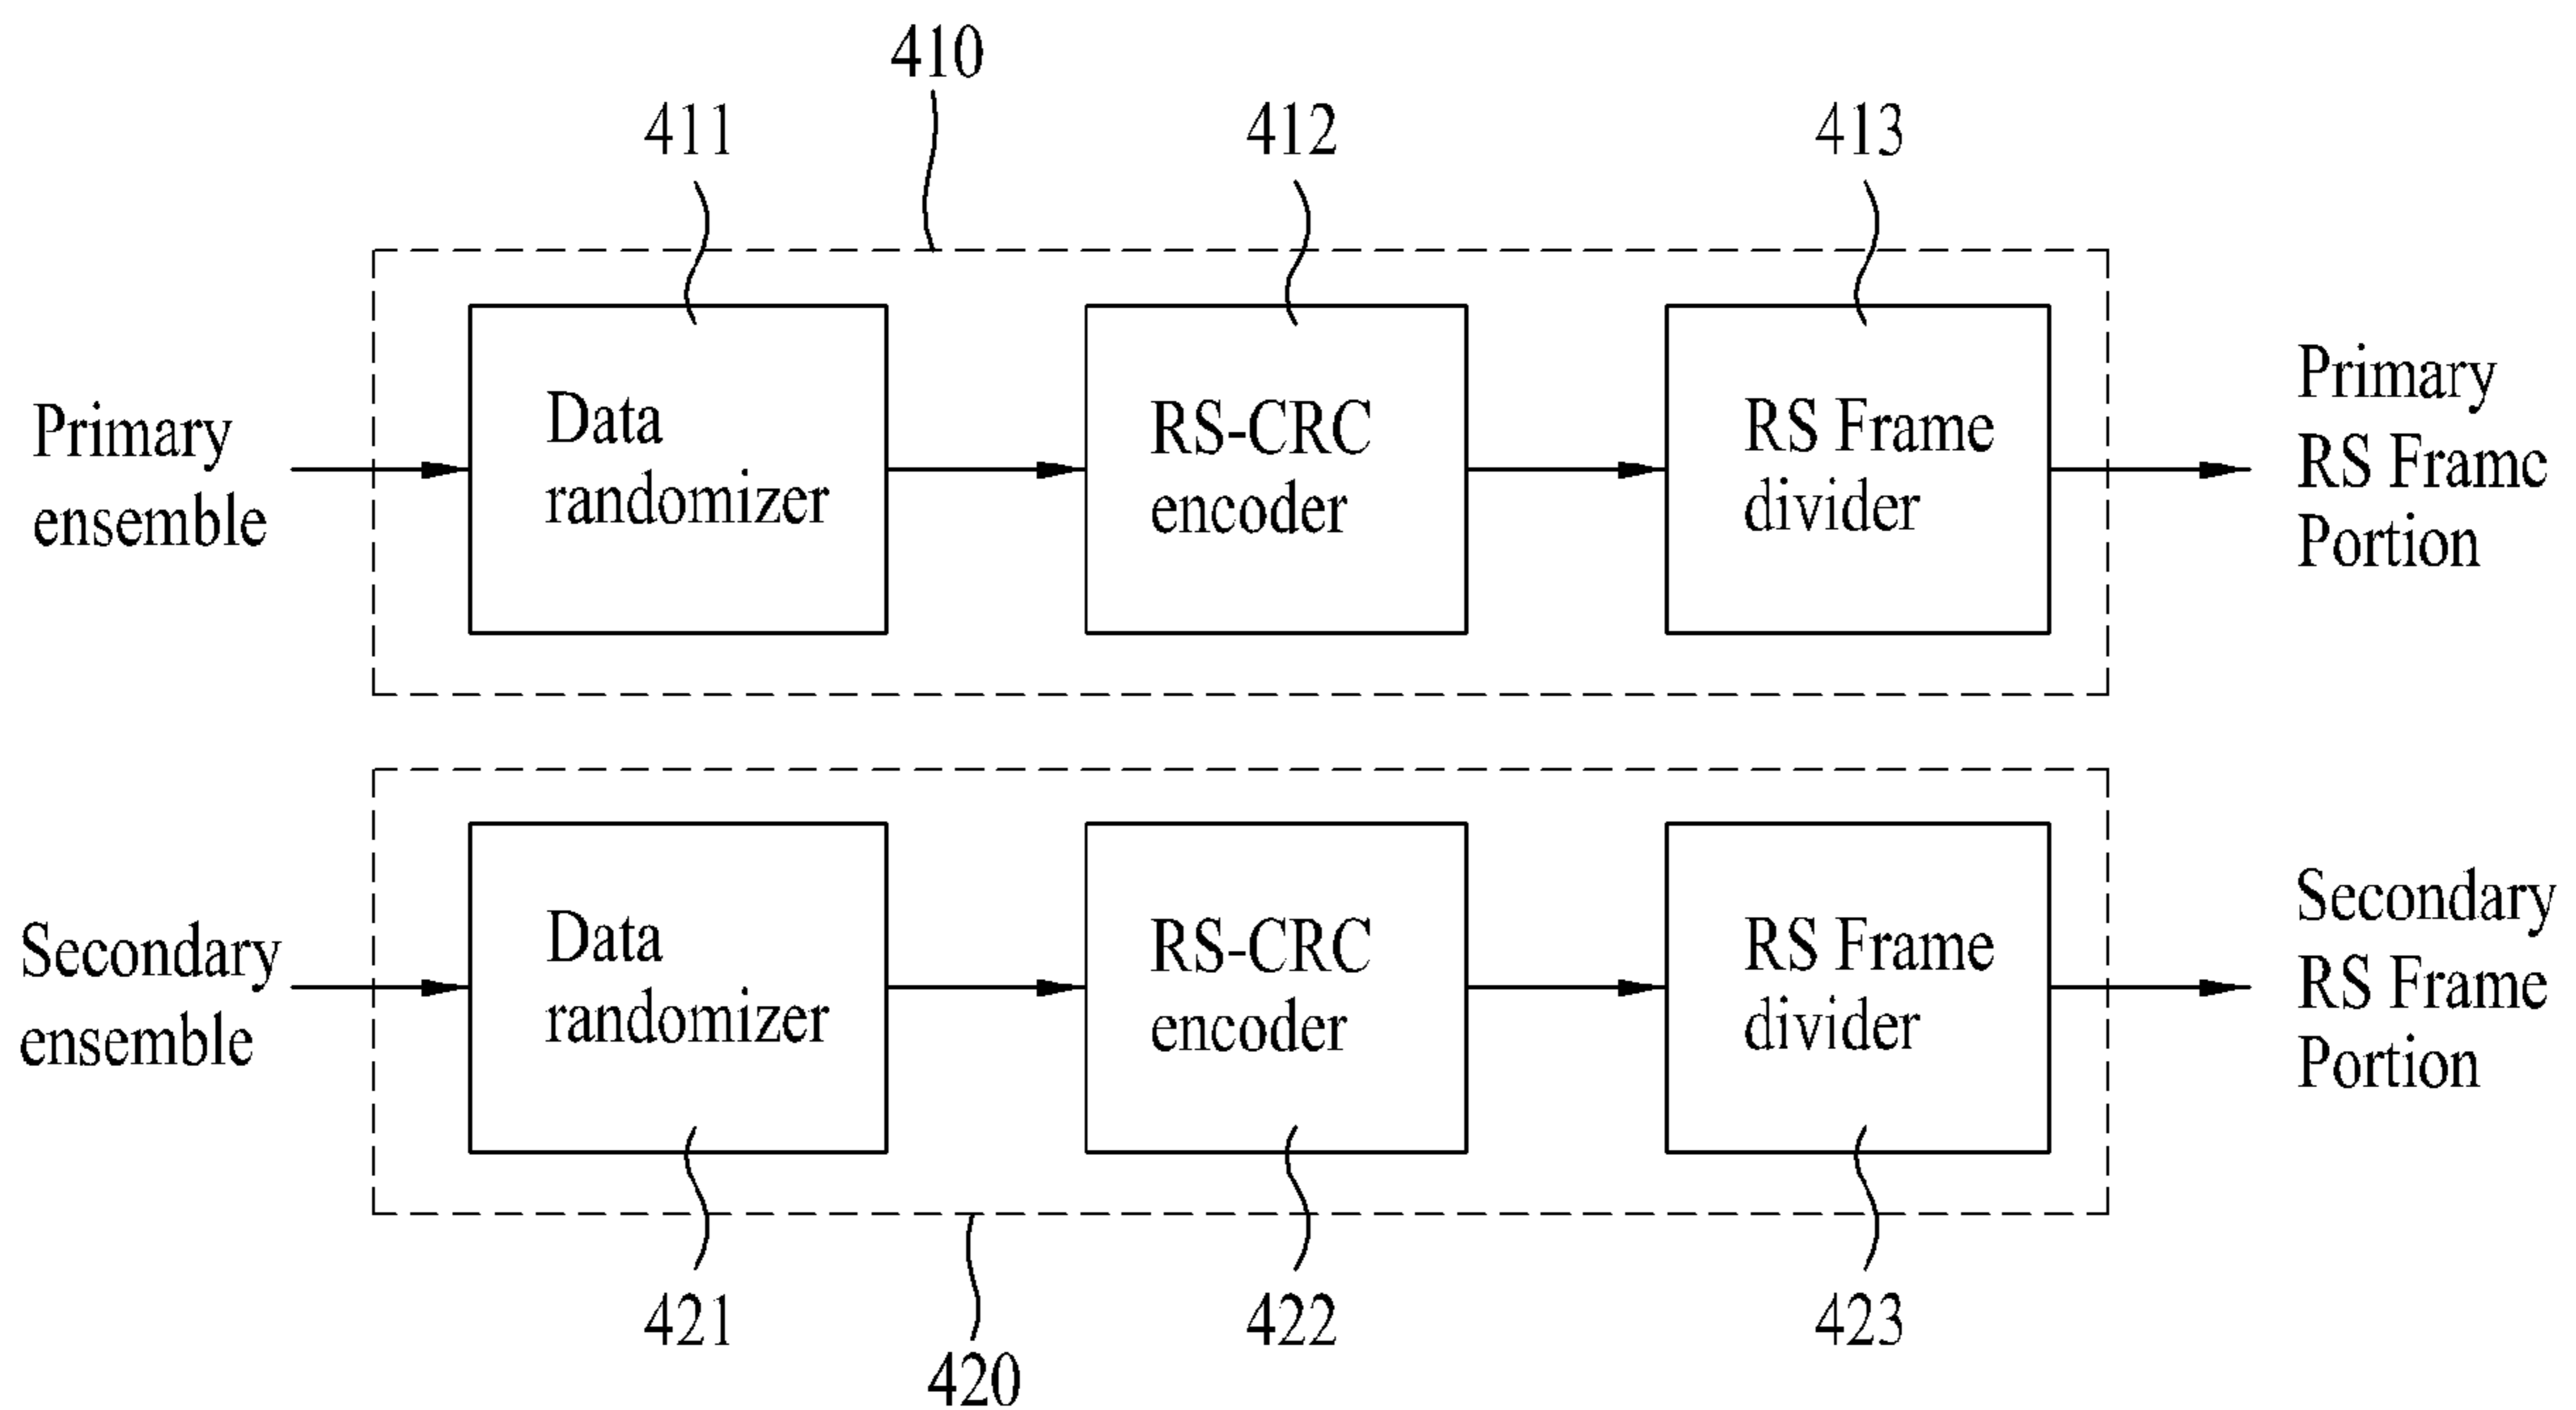 410
411
412
413
Primary
ensemble
Data
randomizer
RS-CRC
encoder
RS Frame
divider
Primary
RS Frame
Portion
Secondary
ensemble
Data
randomizer
RS-CRC
encoder
RS Frame
divider
Secondary
RS Frame
Portion
421
422
423
420